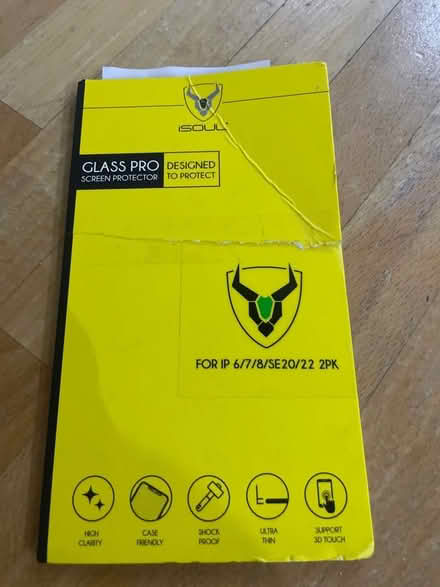 iSOUL
GLASS PRO
SCREEN PROTECTOR
DESIGNED
TO PROTECT
FOR IP 6/7/8/SE20/22 2PK
HIGH
CLARITY
CASE
FRIENDLY
SHOCK
PROOF
ULTRA
THIN
SUPPORT
3D TOUCH